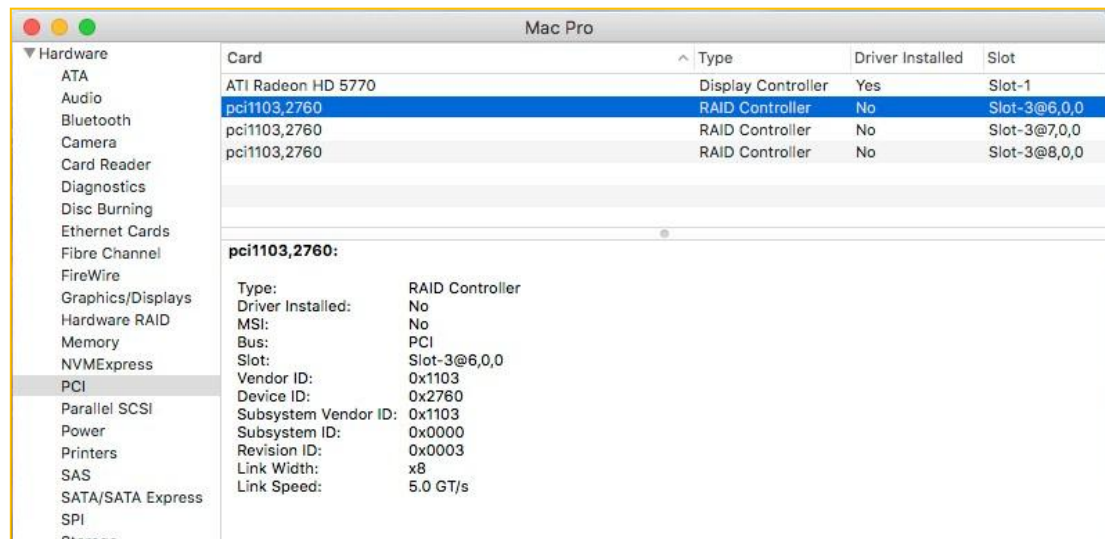 Mac Pro
Hardware
ATA
Audio
Bluetooth
Camera
Card Reader
Diagnostics
Disc Burning
Ethernet Cards
Fibre Channel
FireWire
Graphics/Displays
Hardware RAID
Memory
NVMExpress
PCI
Parallel SCSI
Power
Printers
SAS
SATA/SATA Express
SPI
Card Type Driver Installed Slot
ATI Radeon HD 5770 Display Controller Yes Slot-1
pci1103,2760 RAID Controller No Slot-3@6,0,0
pci1103,2760 RAID Controller No Slot-3@7,0,0
pci1103,2760 RAID Controller No Slot-3@8,0,0
pci1103,2760:
Type: RAID Controller
Driver Installed: No
MSI: No
Bus: PCI
Slot: Slot-3@6,0,0
Vendor ID: 0x1103
Device ID: 0x2760
Subsystem Vendor ID: 0x1103
Subsystem ID: 0x0000
Revision ID: 0x0003
Link Width: x8
Link Speed: 5.0 GT/s